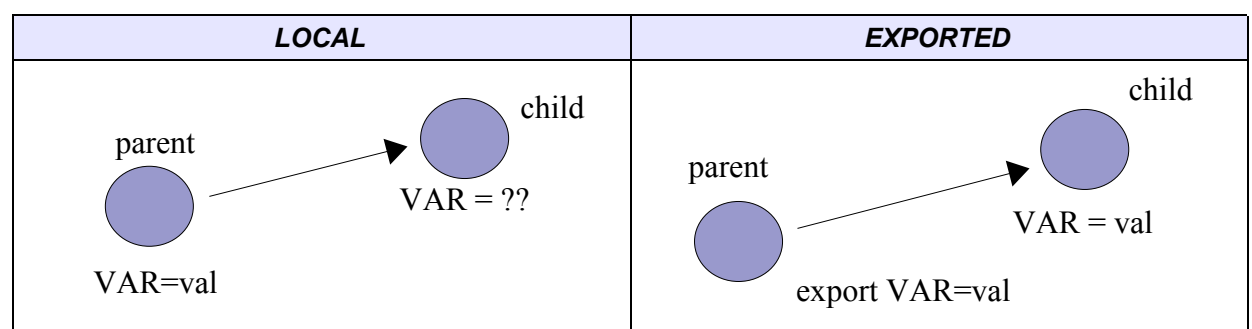 LOCAL
EXPORTED
parent
child
VAR = ??
VAR=val
parent
child
VAR = val
export VAR=val